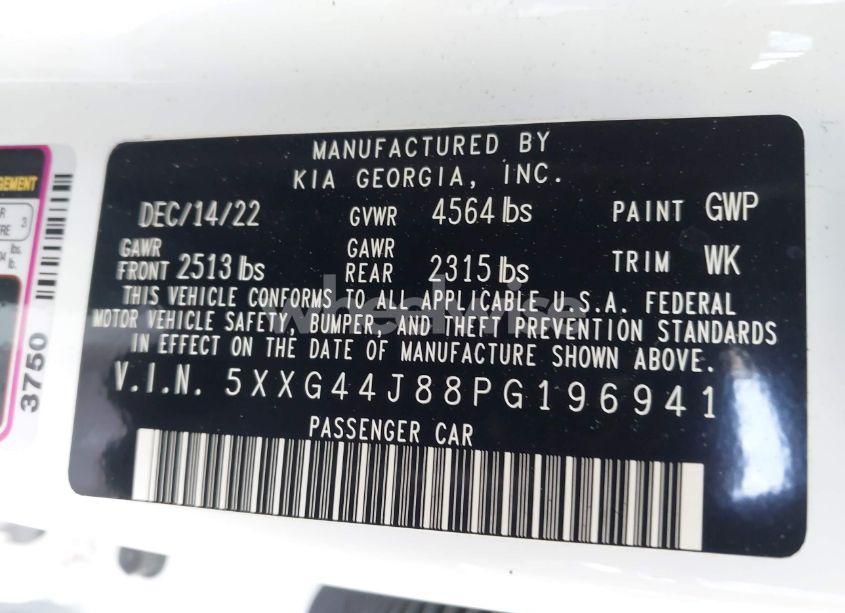 MANUFACTURED BY
KIA GEORGIA, INC.
DEC/14/22 GVWR 4564 lbs PAINT GWP
GAWR FRONT 2513 lbs GAWR REAR 2315 lbs TRIM WK
THIS VEHICLE CONFORMS TO ALL APPLICABLE U.S.A. FEDERAL
MOTOR VEHICLE SAFETY, BUMPER, AND THEFT PREVENTION STANDARDS
IN EFFECT ON THE DATE OF MANUFACTURE SHOWN ABOVE.
V.I.N. 5XXG44J88PG196941
PASSENGER CAR
3750